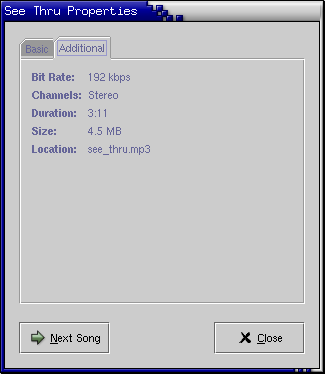 See Thru Properties
Basic Additional
Bit Rate: 192 kbps
Channels: Stereo
Duration: 3:11
Size: 4.5 MB
Location: see_thru.mp3
Next Song Close